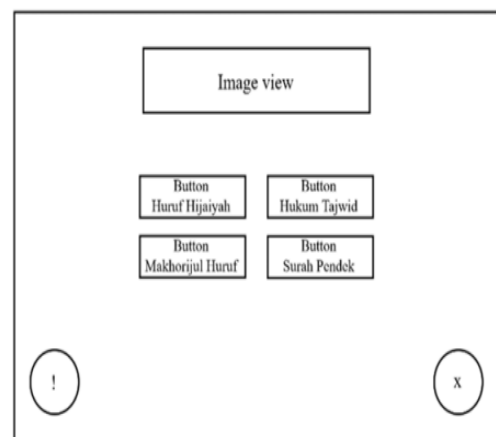 Image view
Button
Huruf Hijaiyah
Button
Hukum Tajwid
Button
Makhorijul Huruf
Button
Surah Pendek
!
x